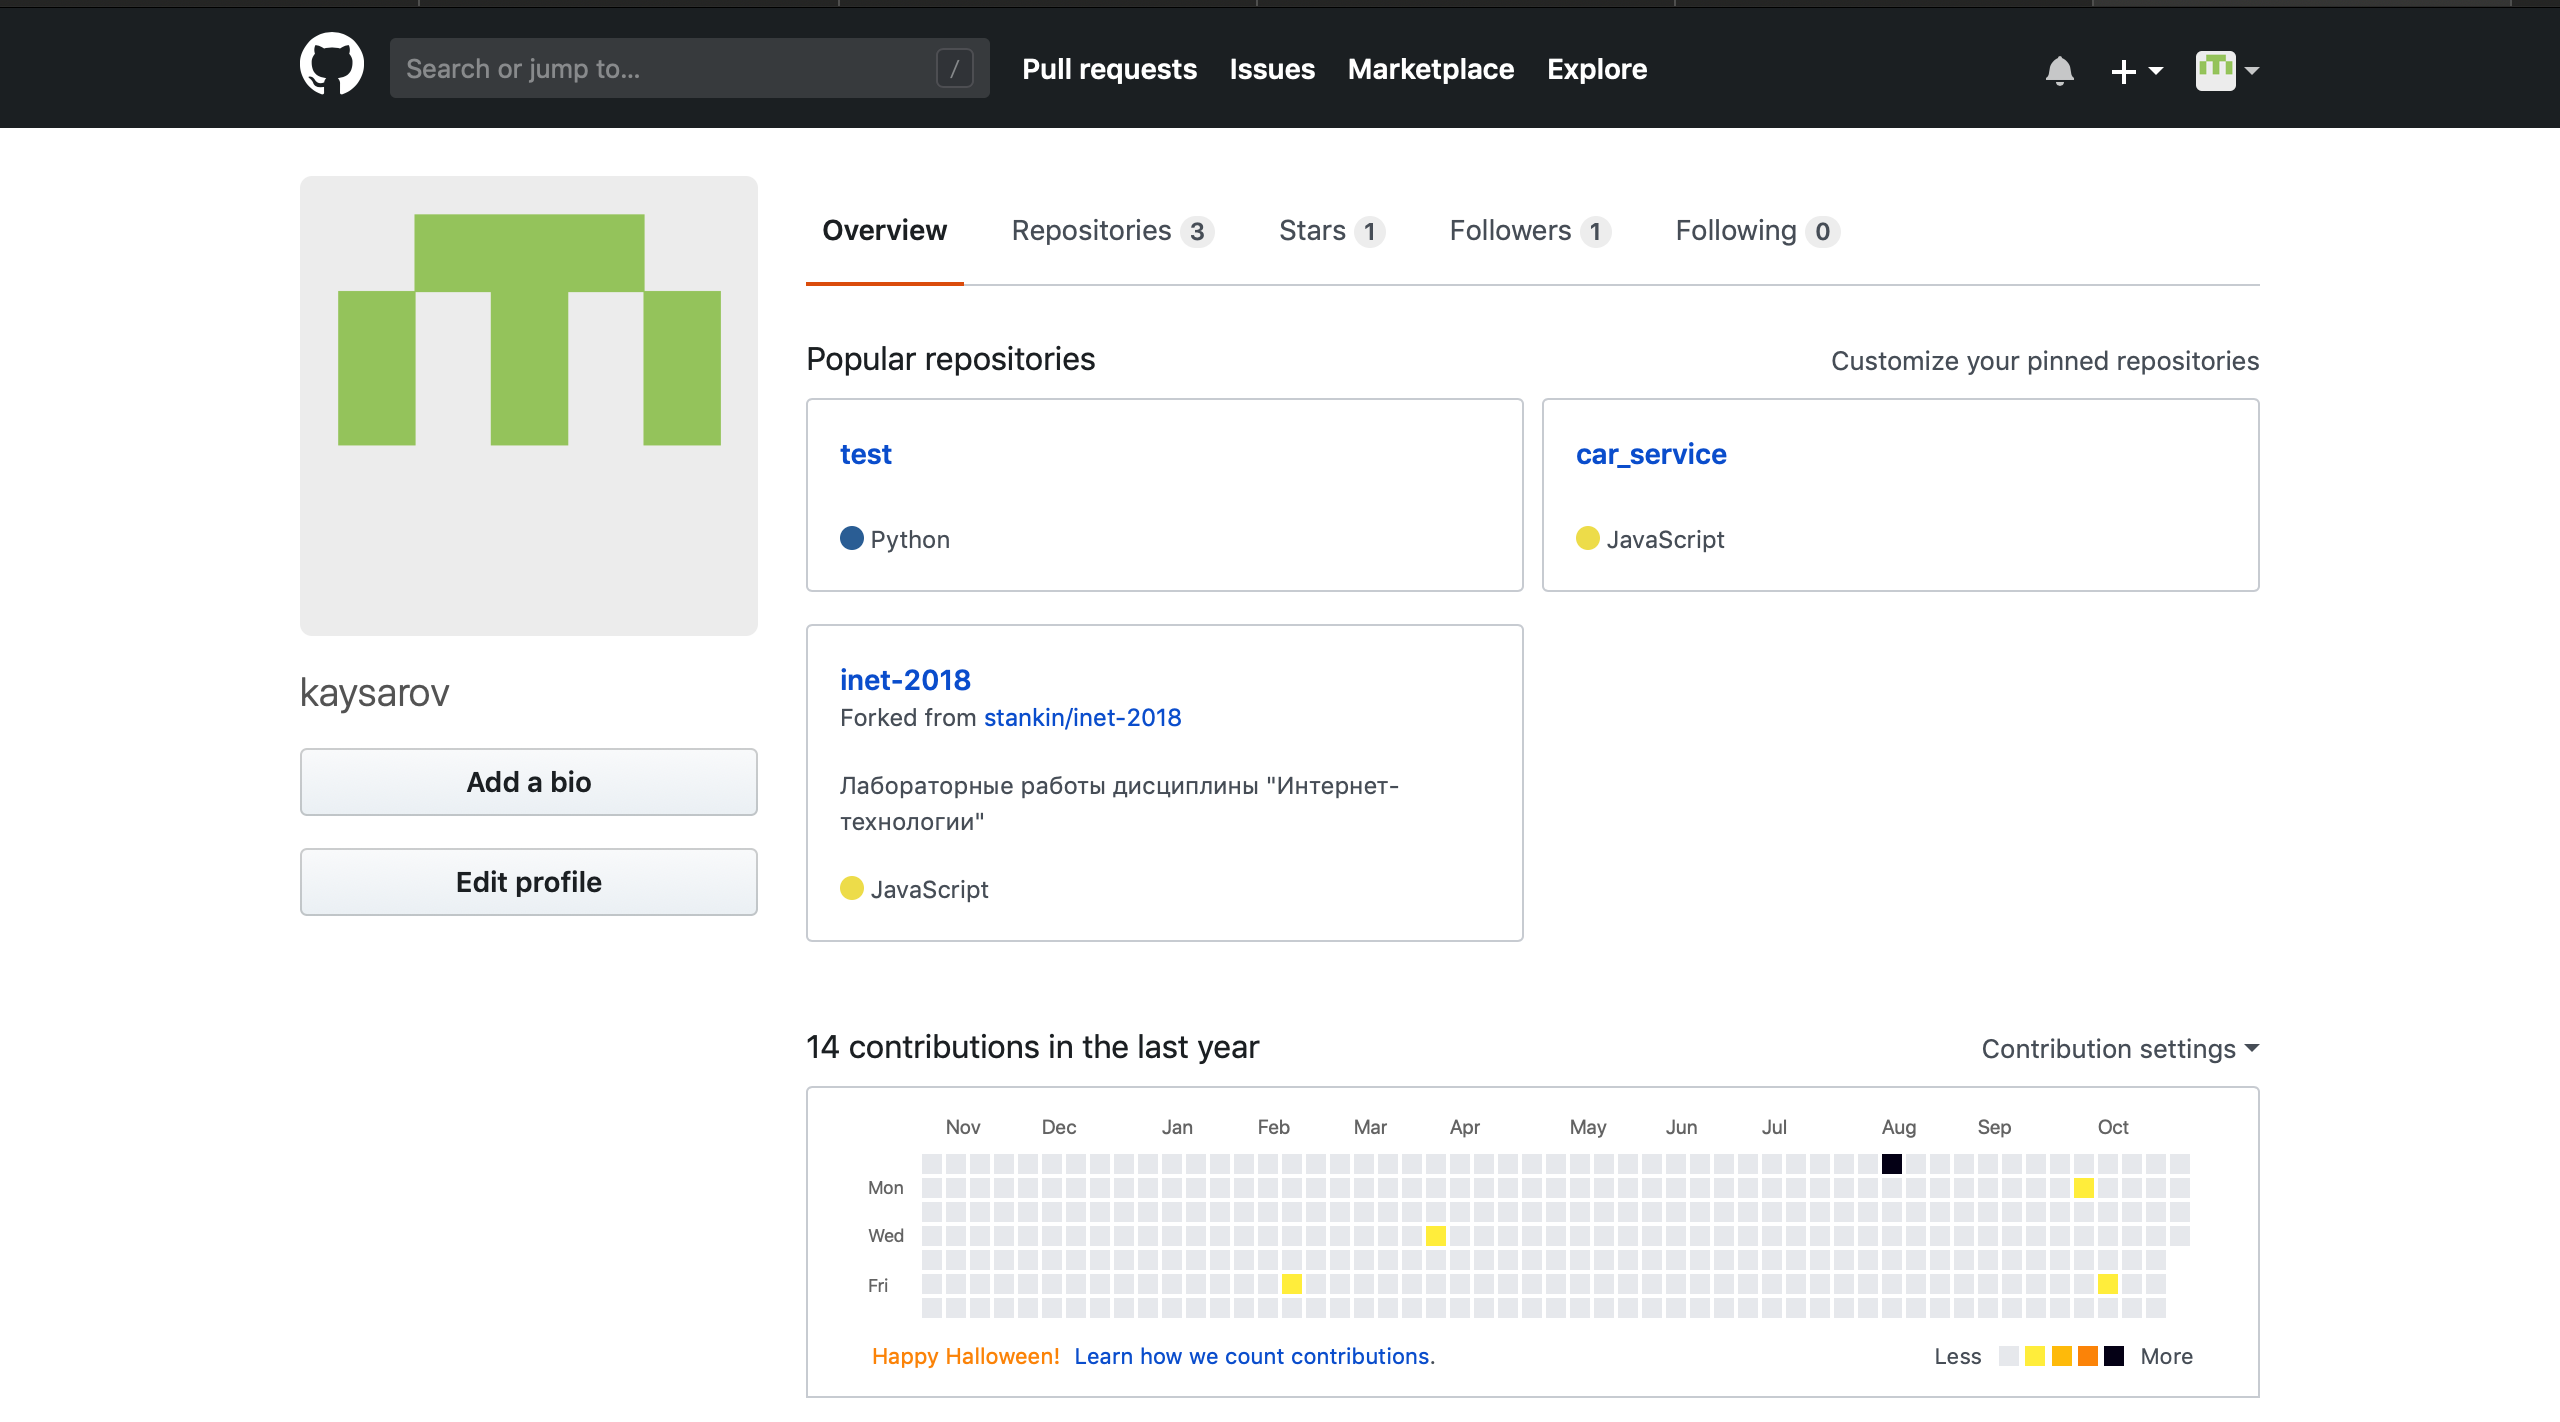 Search or jump to... /
Pull requests Issues Marketplace Explore
Overview Repositories 3 Stars 1 Followers 1 Following 0
Popular repositories Customize your pinned repositories
test
Python
car_service
JavaScript
inet-2018
Forked from stankin/inet-2018
Лабораторные работы дисциплины "Интернет-
технологии"
JavaScript
kaysarov
Add a bio
Edit profile
14 contributions in the last year Contribution settings
Nov Dec Jan Feb Mar Apr May Jun Jul Aug Sep Oct
Mon
Wed
Fri
Happy Halloween! Learn how we count contributions. Less More